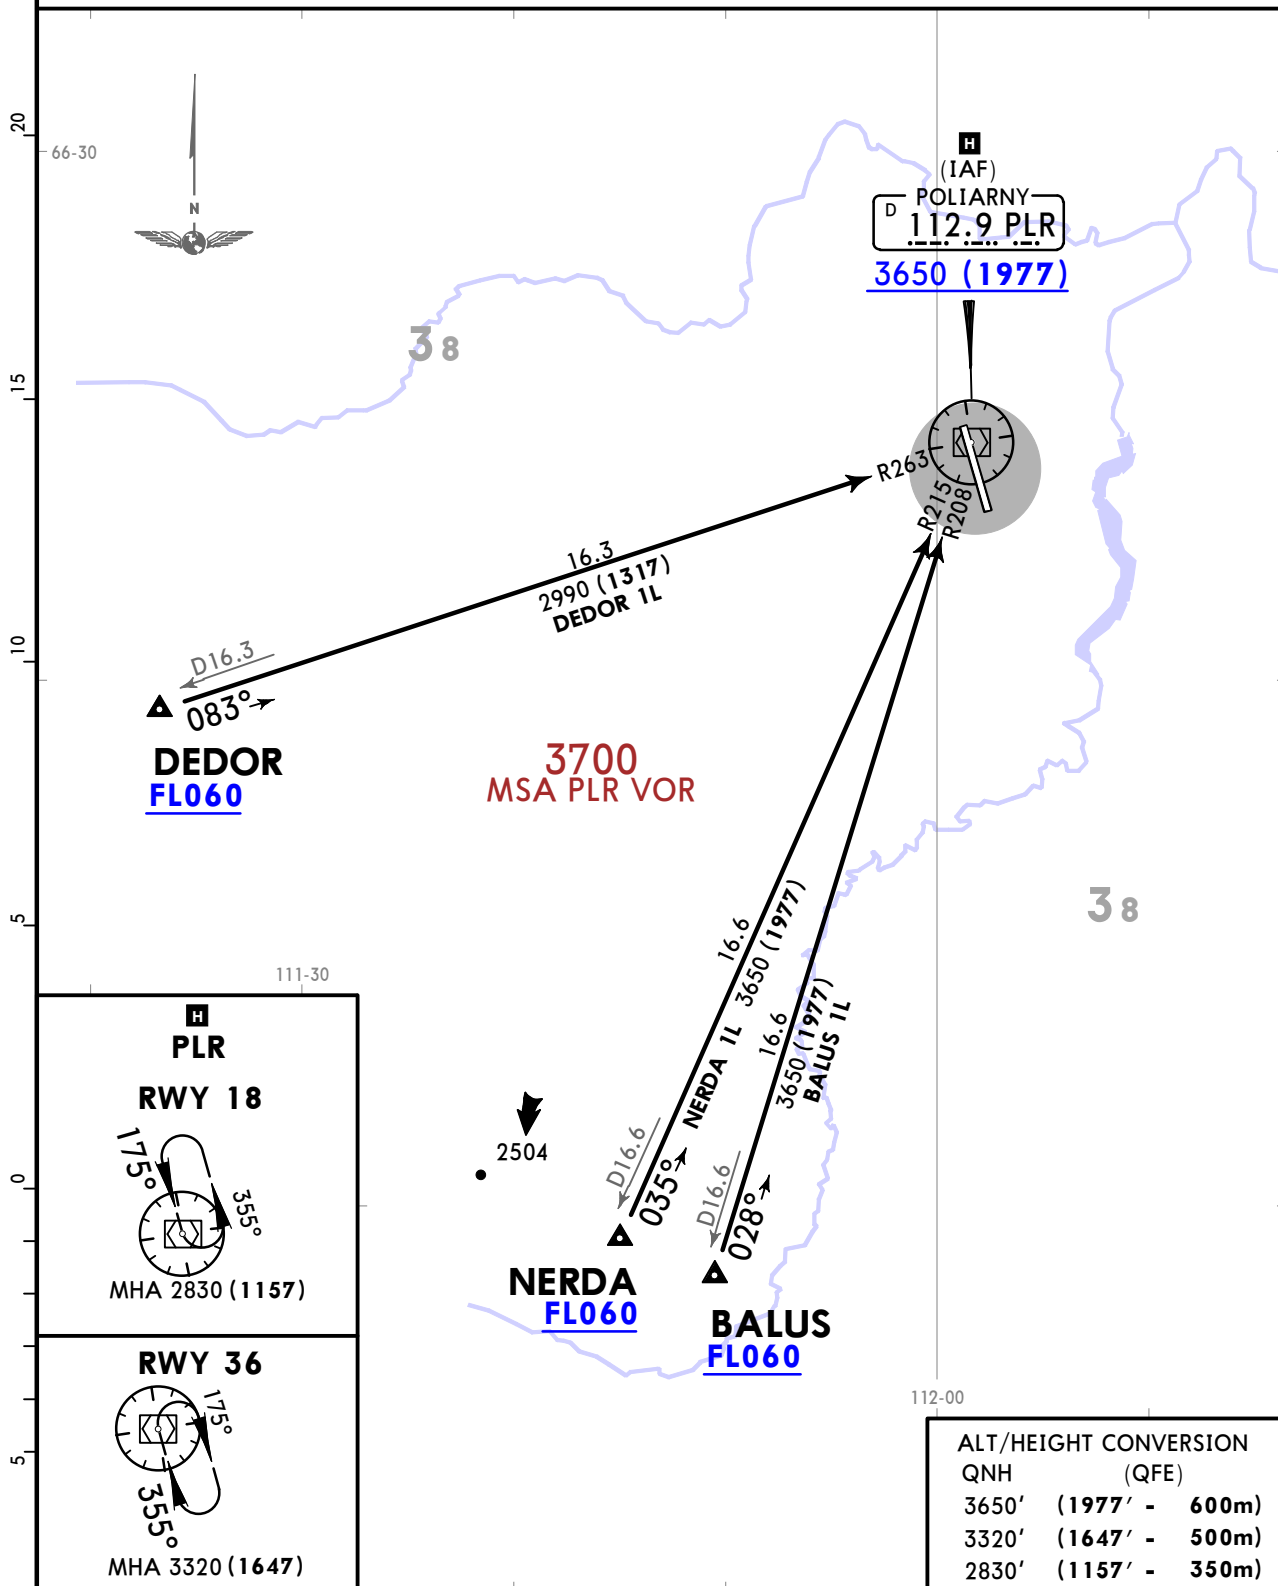 20
66-30
N
H
(IAF)
POLIARNY
D 112.9 PLR
3650 (1977)
38
15
R263
R215
R208
16.3
2990 (1317)
DEDOR 1L
10
D16.3
083°
DEDOR
FL060
3700
MSA PLR VOR
5
38
16.6
NERDA 1L 3650 (1977)
16.6
3650 (1977)
BALUS 1L
111-30
H
PLR
RWY 18
175°
355°
MHA 2830 (1157)
0
2504
D16.6
035°
D16.6
028°
NERDA
FL060
BALUS
FL060
RWY 36
175°
355°
MHA 3320 (1647)
5
112-00
ALT/HEIGHT CONVERSION
QNH (QFE)
3650' (1977' - 600m)
3320' (1647' - 500m)
2830' (1157' - 350m)